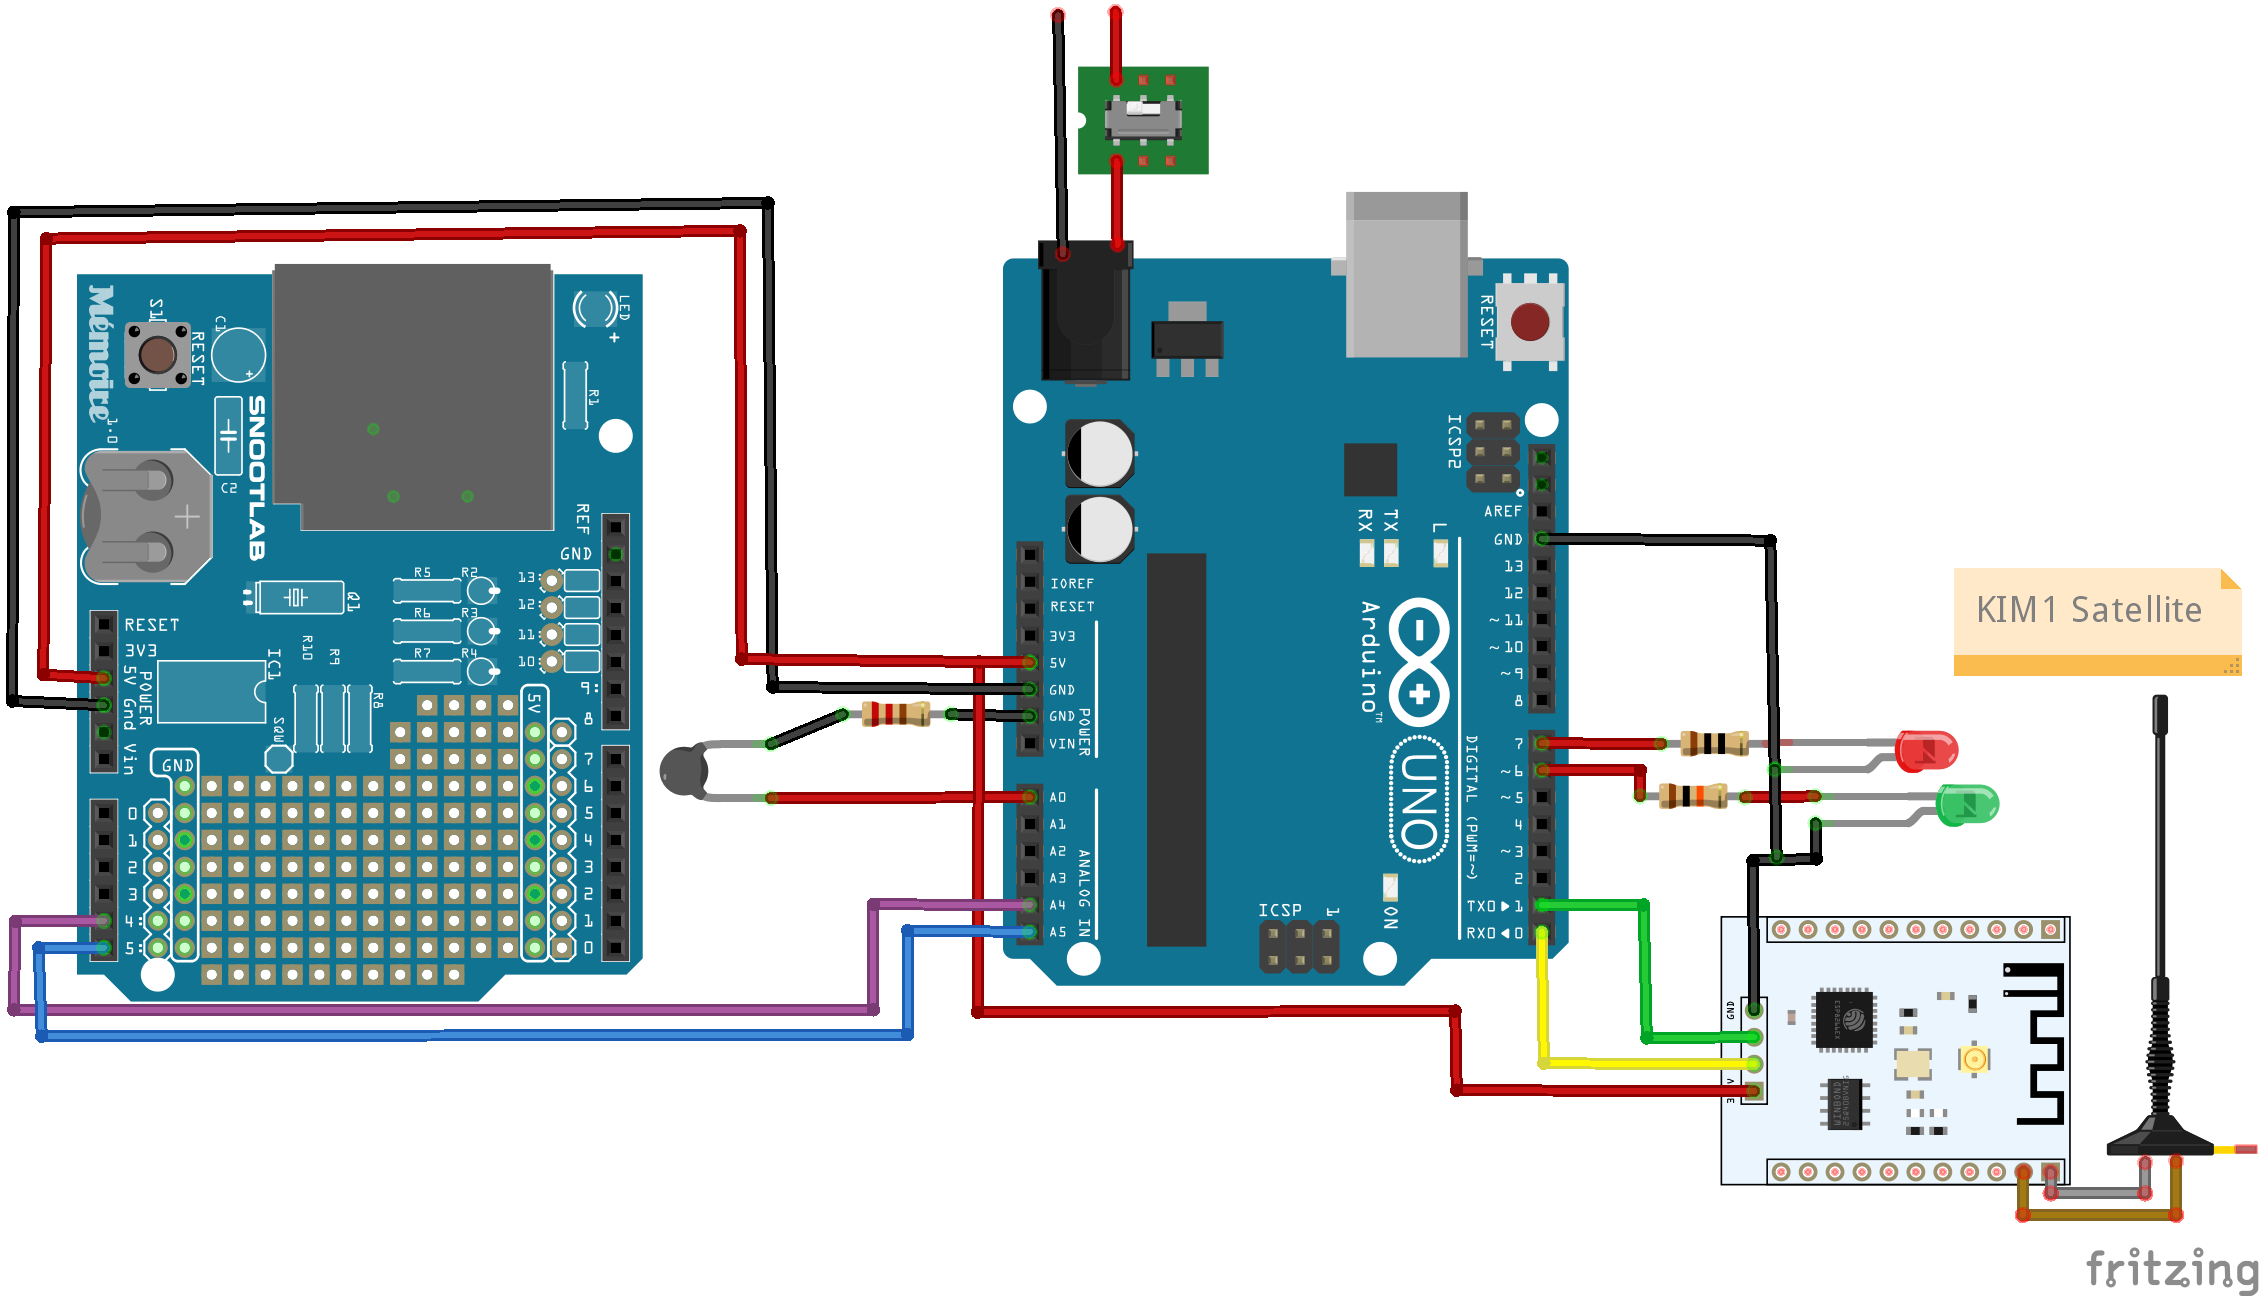 Mémoire 1.0
S1
RESET
C1
C2
SNOOTLAB
LED
+
R1
REF
GND
13
12
11
10
9
8
7
6
5
4
3
2
1
0
R5
R2
R6
R3
R7
R4
Q1
R10
R9
R8
IC1
SQW
RESET
3V3
5V
Gnd
Vin
POWER
GND
5V
0
1
2
3
4
5
RESET
ICSP2
AREF
GND
13
12
~11
~10
~9
8
7
~6
~5
4
~3
2
TX0▶1
RX0◀0
DIGITAL (PWM=~)
RX
TX
L
Arduino™
UNO
ON
ICSP
1
IOREF
RESET
3V3
5V
GND
GND
VIN
POWER
A0
A1
A2
A3
A4
A5
ANALOG IN
KIM1 Satellite
GND
ESP8266EX
WINBOND
fritzing